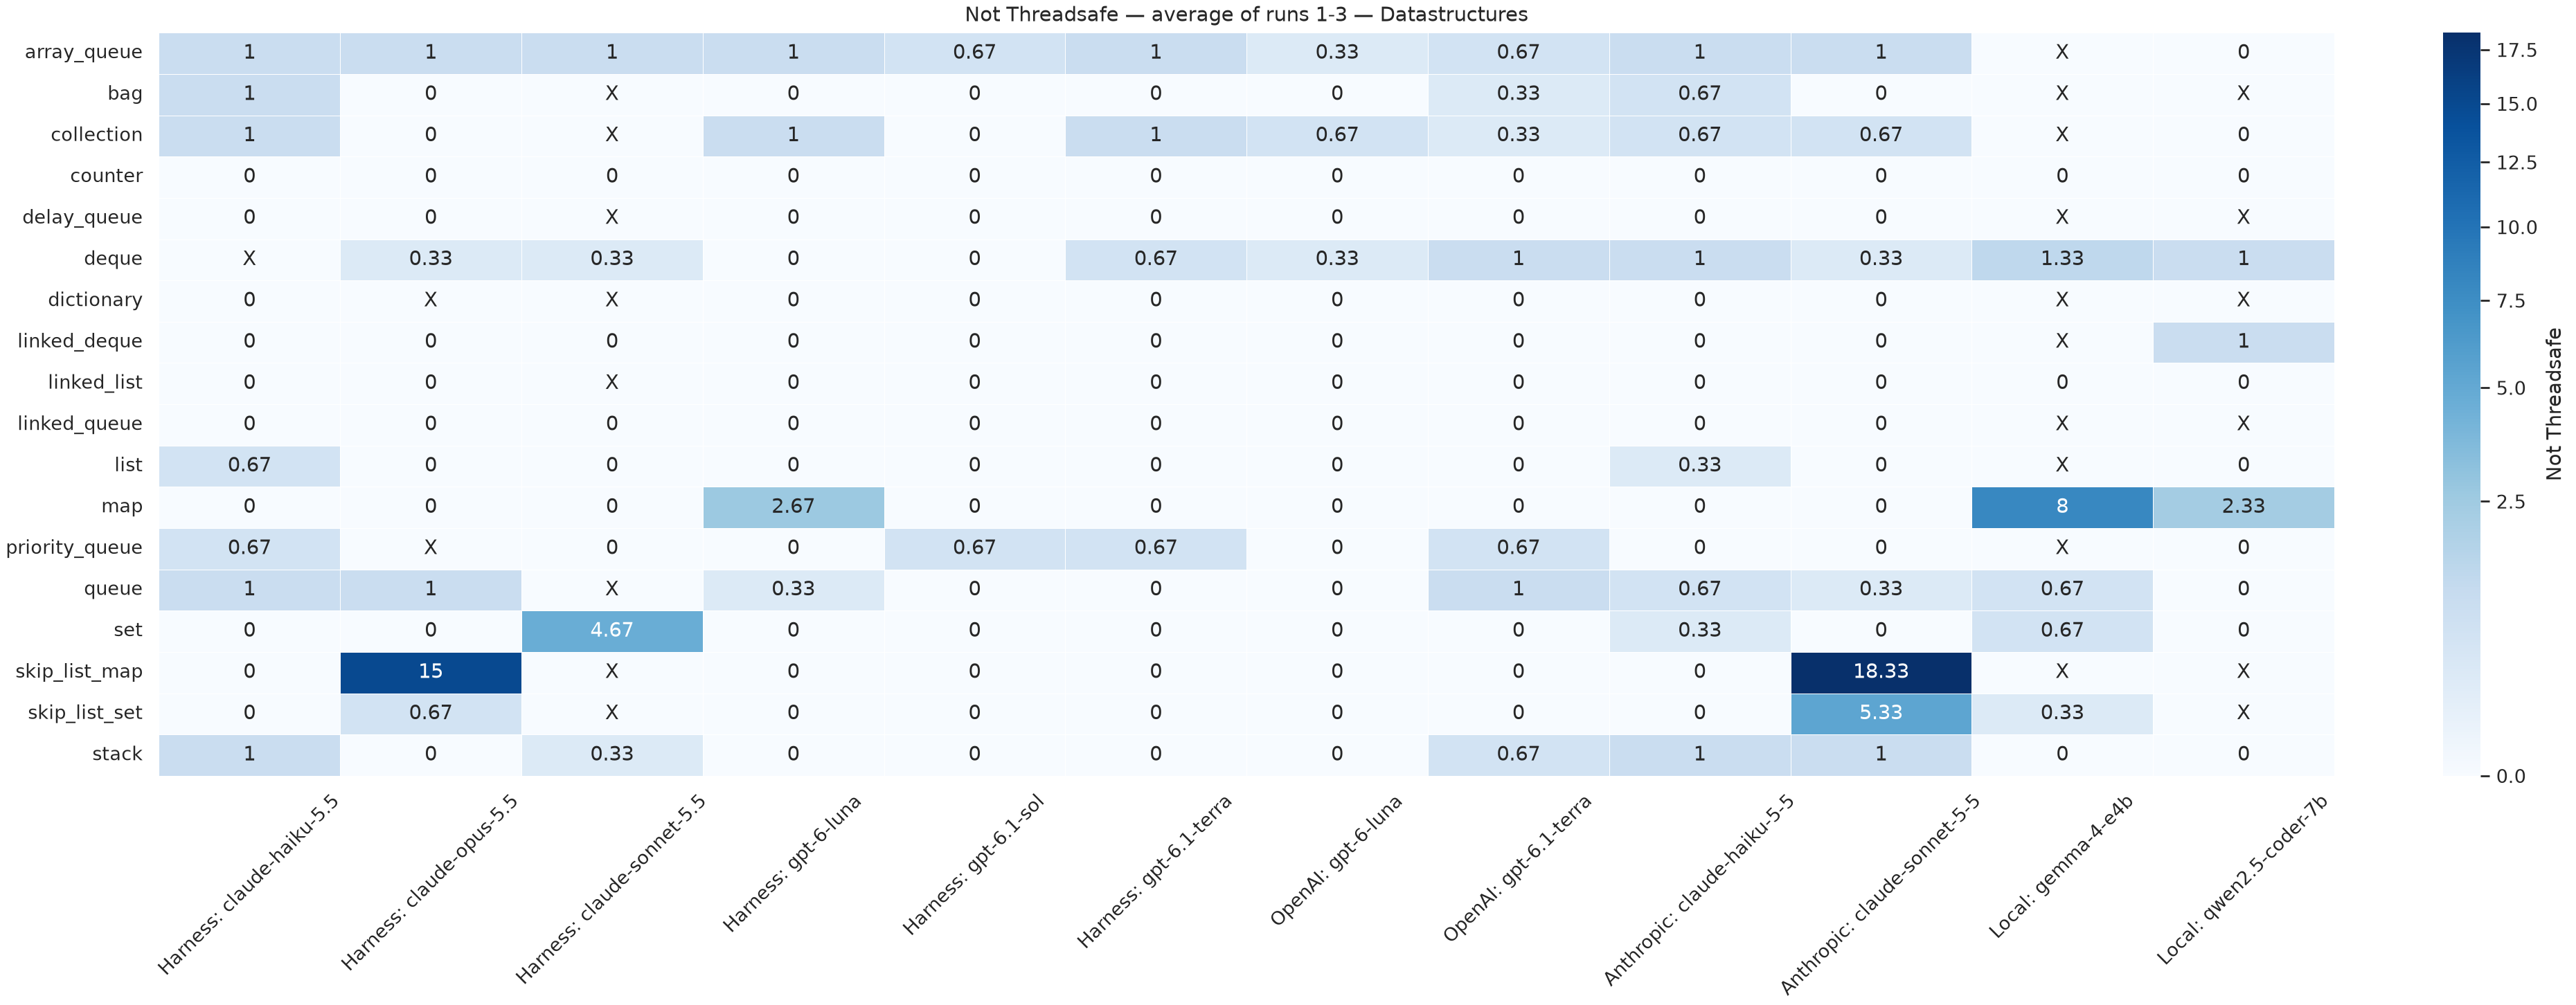 Not Threadsafe — average of runs 1-3 — Datastructures
array_queue 1 1 1 1 0.67 1 0.33 0.67 1 1 X 0
bag 1 0 X 0 0 0 0 0.33 0.67 0 X X
collection 1 0 X 1 0 1 0.67 0.33 0.67 0.67 X 0
counter 0 0 0 0 0 0 0 0 0 0 0 0
delay_queue 0 0 X 0 0 0 0 0 0 0 X X
deque X 0.33 0.33 0 0 0.67 0.33 1 1 0.33 1.33 1
dictionary 0 X X 0 0 0 0 0 0 0 X X
linked_deque 0 0 0 0 0 0 0 0 0 0 X 1
linked_list 0 0 X 0 0 0 0 0 0 0 0 0
linked_queue 0 0 0 0 0 0 0 0 0 0 X X
list 0.67 0 0 0 0 0 0 0 0.33 0 X 0
map 0 0 0 2.67 0 0 0 0 0 0 8 2.33
priority_queue 0.67 X 0 0 0.67 0.67 0 0.67 0 0 X 0
queue 1 1 X 0.33 0 0 0 1 0.67 0.33 0.67 0
set 0 0 4.67 0 0 0 0 0 0.33 0 0.67 0
skip_list_map 0 15 X 0 0 0 0 0 0 18.33 X X
skip_list_set 0 0.67 X 0 0 0 0 0 0 5.33 0.33 X
stack 1 0 0.33 0 0 0 0 0.67 1 1 0 0
Harness: claude-haiku-5.5
Harness: claude-opus-5.5
Harness: claude-sonnet-5.5
Harness: gpt-6-luna
Harness: gpt-6.1-sol
Harness: gpt-6.1-terra
OpenAI: gpt-6-luna
OpenAI: gpt-6.1-terra
Anthropic: claude-haiku-5-5
Anthropic: claude-sonnet-5-5
Local: gemma-4-e4b
Local: qwen2.5-coder-7b
17.5
15.0
12.5
10.0
7.5
5.0
2.5
0.0
Not Threadsafe